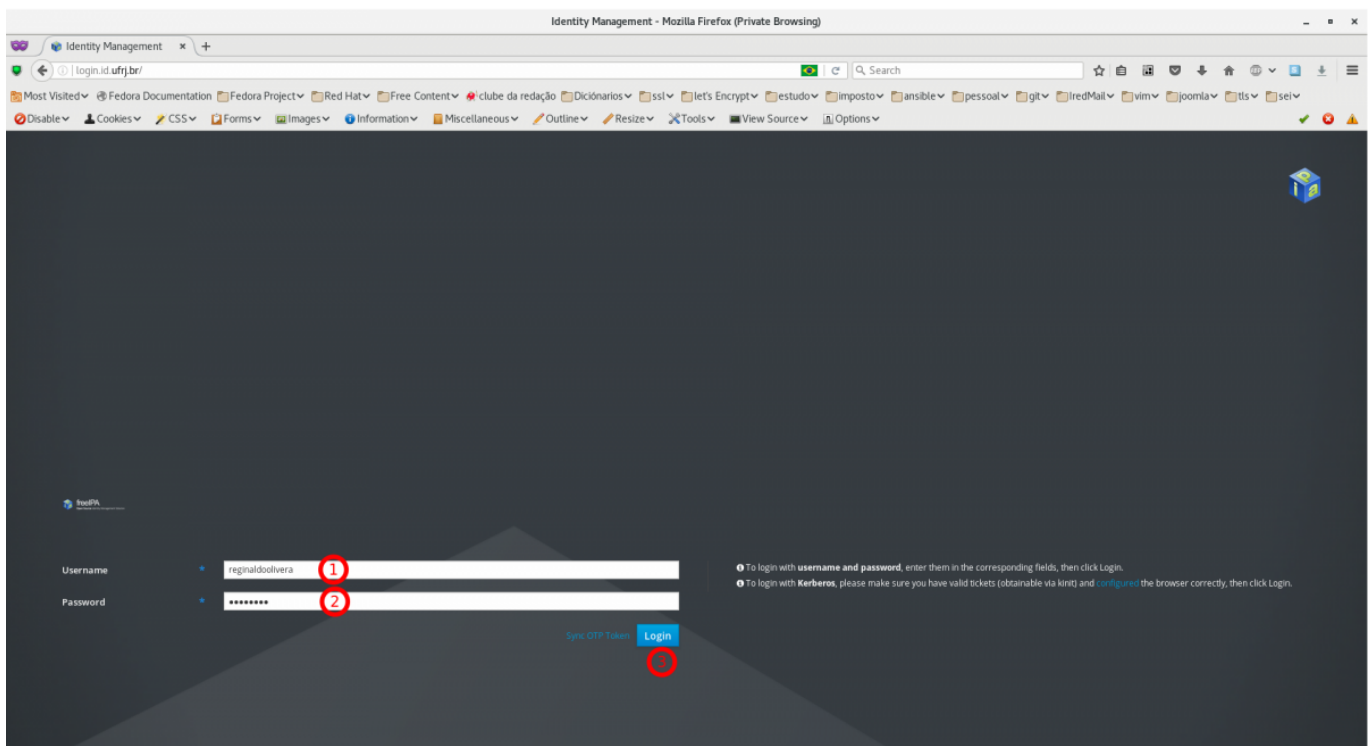 Identity Management - Mozilla Firefox (Private Browsing)
Identity Management × +
login.id.ufrj.br/ Search
Most Visited Fedora Documentation Fedora Project Red Hat Free Content clube da redação Diciónarios ssl let's Encrypt estudo imposto ansible pessoal git IredMail vim joomla tls sei
Disable Cookies CSS Forms Images Information Miscellaneous Outline Resize Tools View Source Options
ipa
freeIPA
Username * reginaldoolivera 1
To login with username and password, enter them in the corresponding fields, then click Login.
To login with Kerberos, please make sure you have valid tickets (obtainable via kinit) and configured the browser correctly, then click Login.
Password * •••••••• 2
Sync OTP Token Login
3